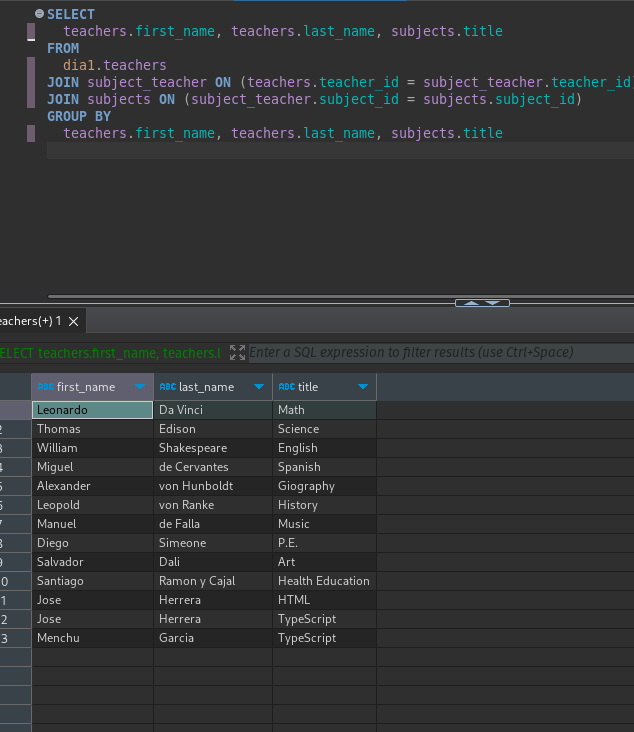 SELECT
teachers.first_name, teachers.last_name, subjects.title
FROM
dia1.teachers
JOIN subject_teacher ON (teachers.teacher_id = subject_teacher.teacher_id)
JOIN subjects ON (subject_teacher.subject_id = subjects.subject_id)
GROUP BY
teachers.first_name, teachers.last_name, subjects.title
eachers(+) 1
ELECT teachers.first_name, teachers.l
Enter a SQL expression to filter results (use Ctrl+Space)
ABC first_name ABC last_name ABC title
Leonardo Da Vinci Math
2 Thomas Edison Science
3 William Shakespeare English
4 Miguel de Cervantes Spanish
5 Alexander von Hunboldt Giography
6 Leopold von Ranke History
7 Manuel de Falla Music
8 Diego Simeone P.E.
9 Salvador Dali Art
0 Santiago Ramon y Cajal Health Education
1 Jose Herrera HTML
2 Jose Herrera TypeScript
3 Menchu Garcia TypeScript